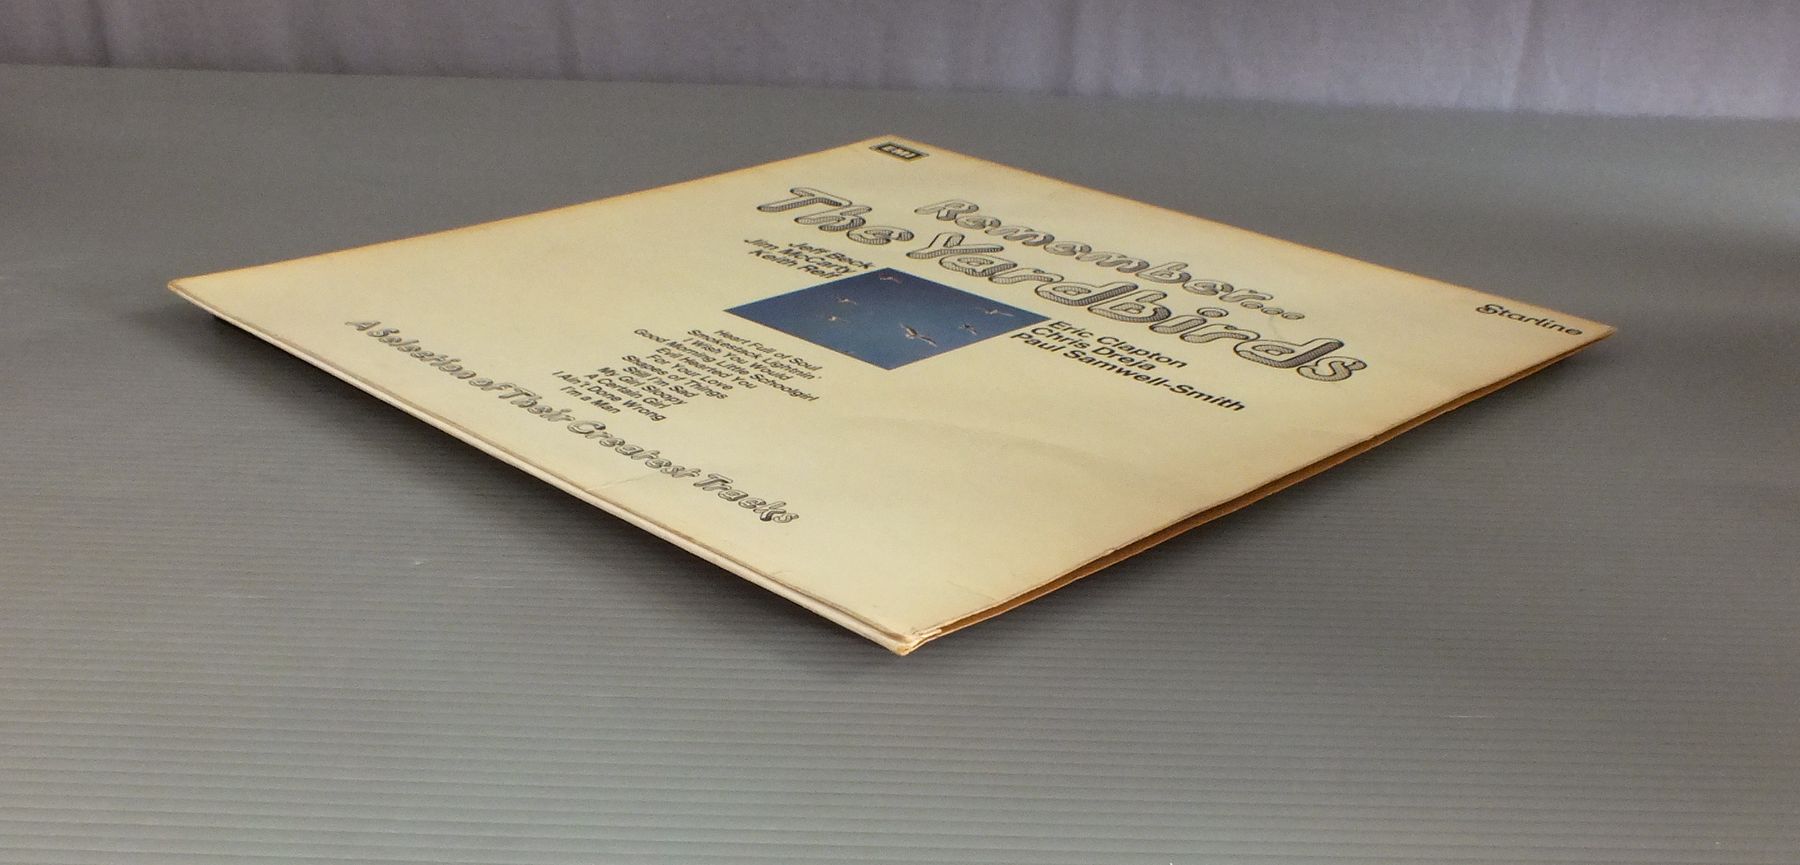 EMI
Remember...
The Yardbirds
Starline
Jeff Beck
Jim McCarty
Keith Relf
Eric Clapton
Chris Dreja
Paul Samwell-Smith
Heart Full of Soul
Smokestack Lightnin'
I Wish You Would
Good Morning Little Schoolgirl
Evil Hearted You
For Your Love
Shapes of Things
Still I'm Sad
My Girl Sloopy
A Certain Girl
I Ain't Done Wrong
I'm a Man
A Selection of Their Greatest Tracks